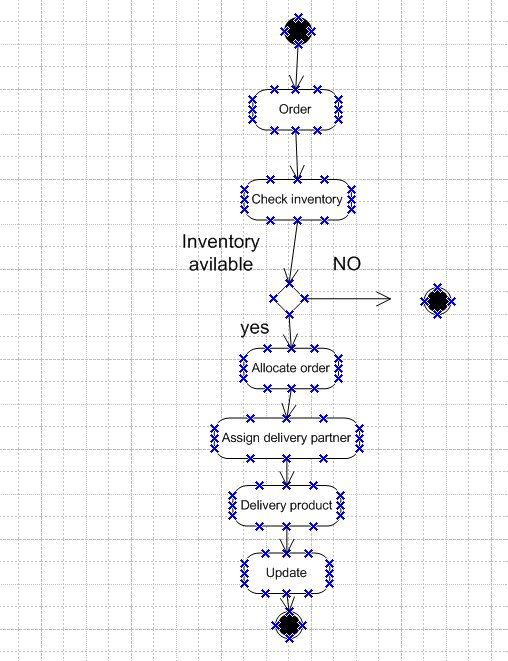 Order
Check inventory
Inventory
avilable
NO
yes
Allocate order
Assign delivery partner
Delivery product
Update